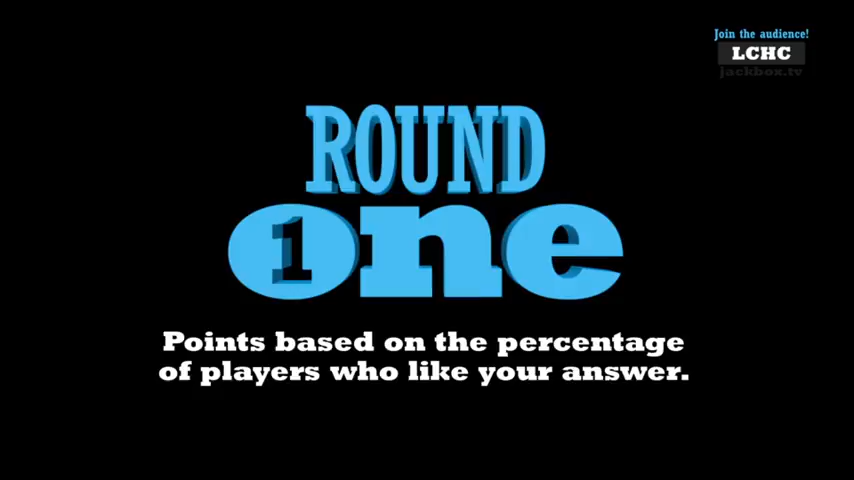 Join the audience!
LCHC
jackbox.tv
ROUND
One
1
Points based on the percentage
of players who like your answer.